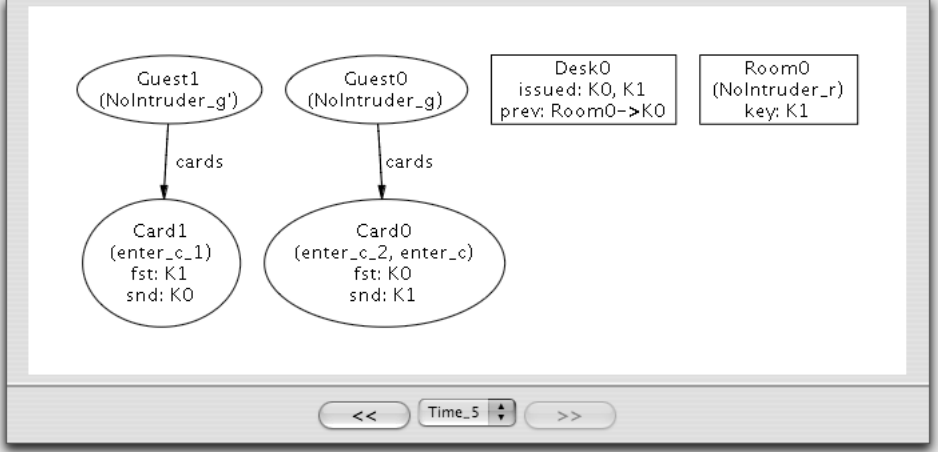 Guest1
(NoIntruder_g')
Guest0
(NoIntruder_g)
Desk0
issued: K0, K1
prev: Room0->K0
Room0
(NoIntruder_r)
key: K1
cards
cards
Card1
(enter_c_1)
fst: K1
snd: K0
Card0
(enter_c_2, enter_c)
fst: K0
snd: K1
<< Time_5 >>